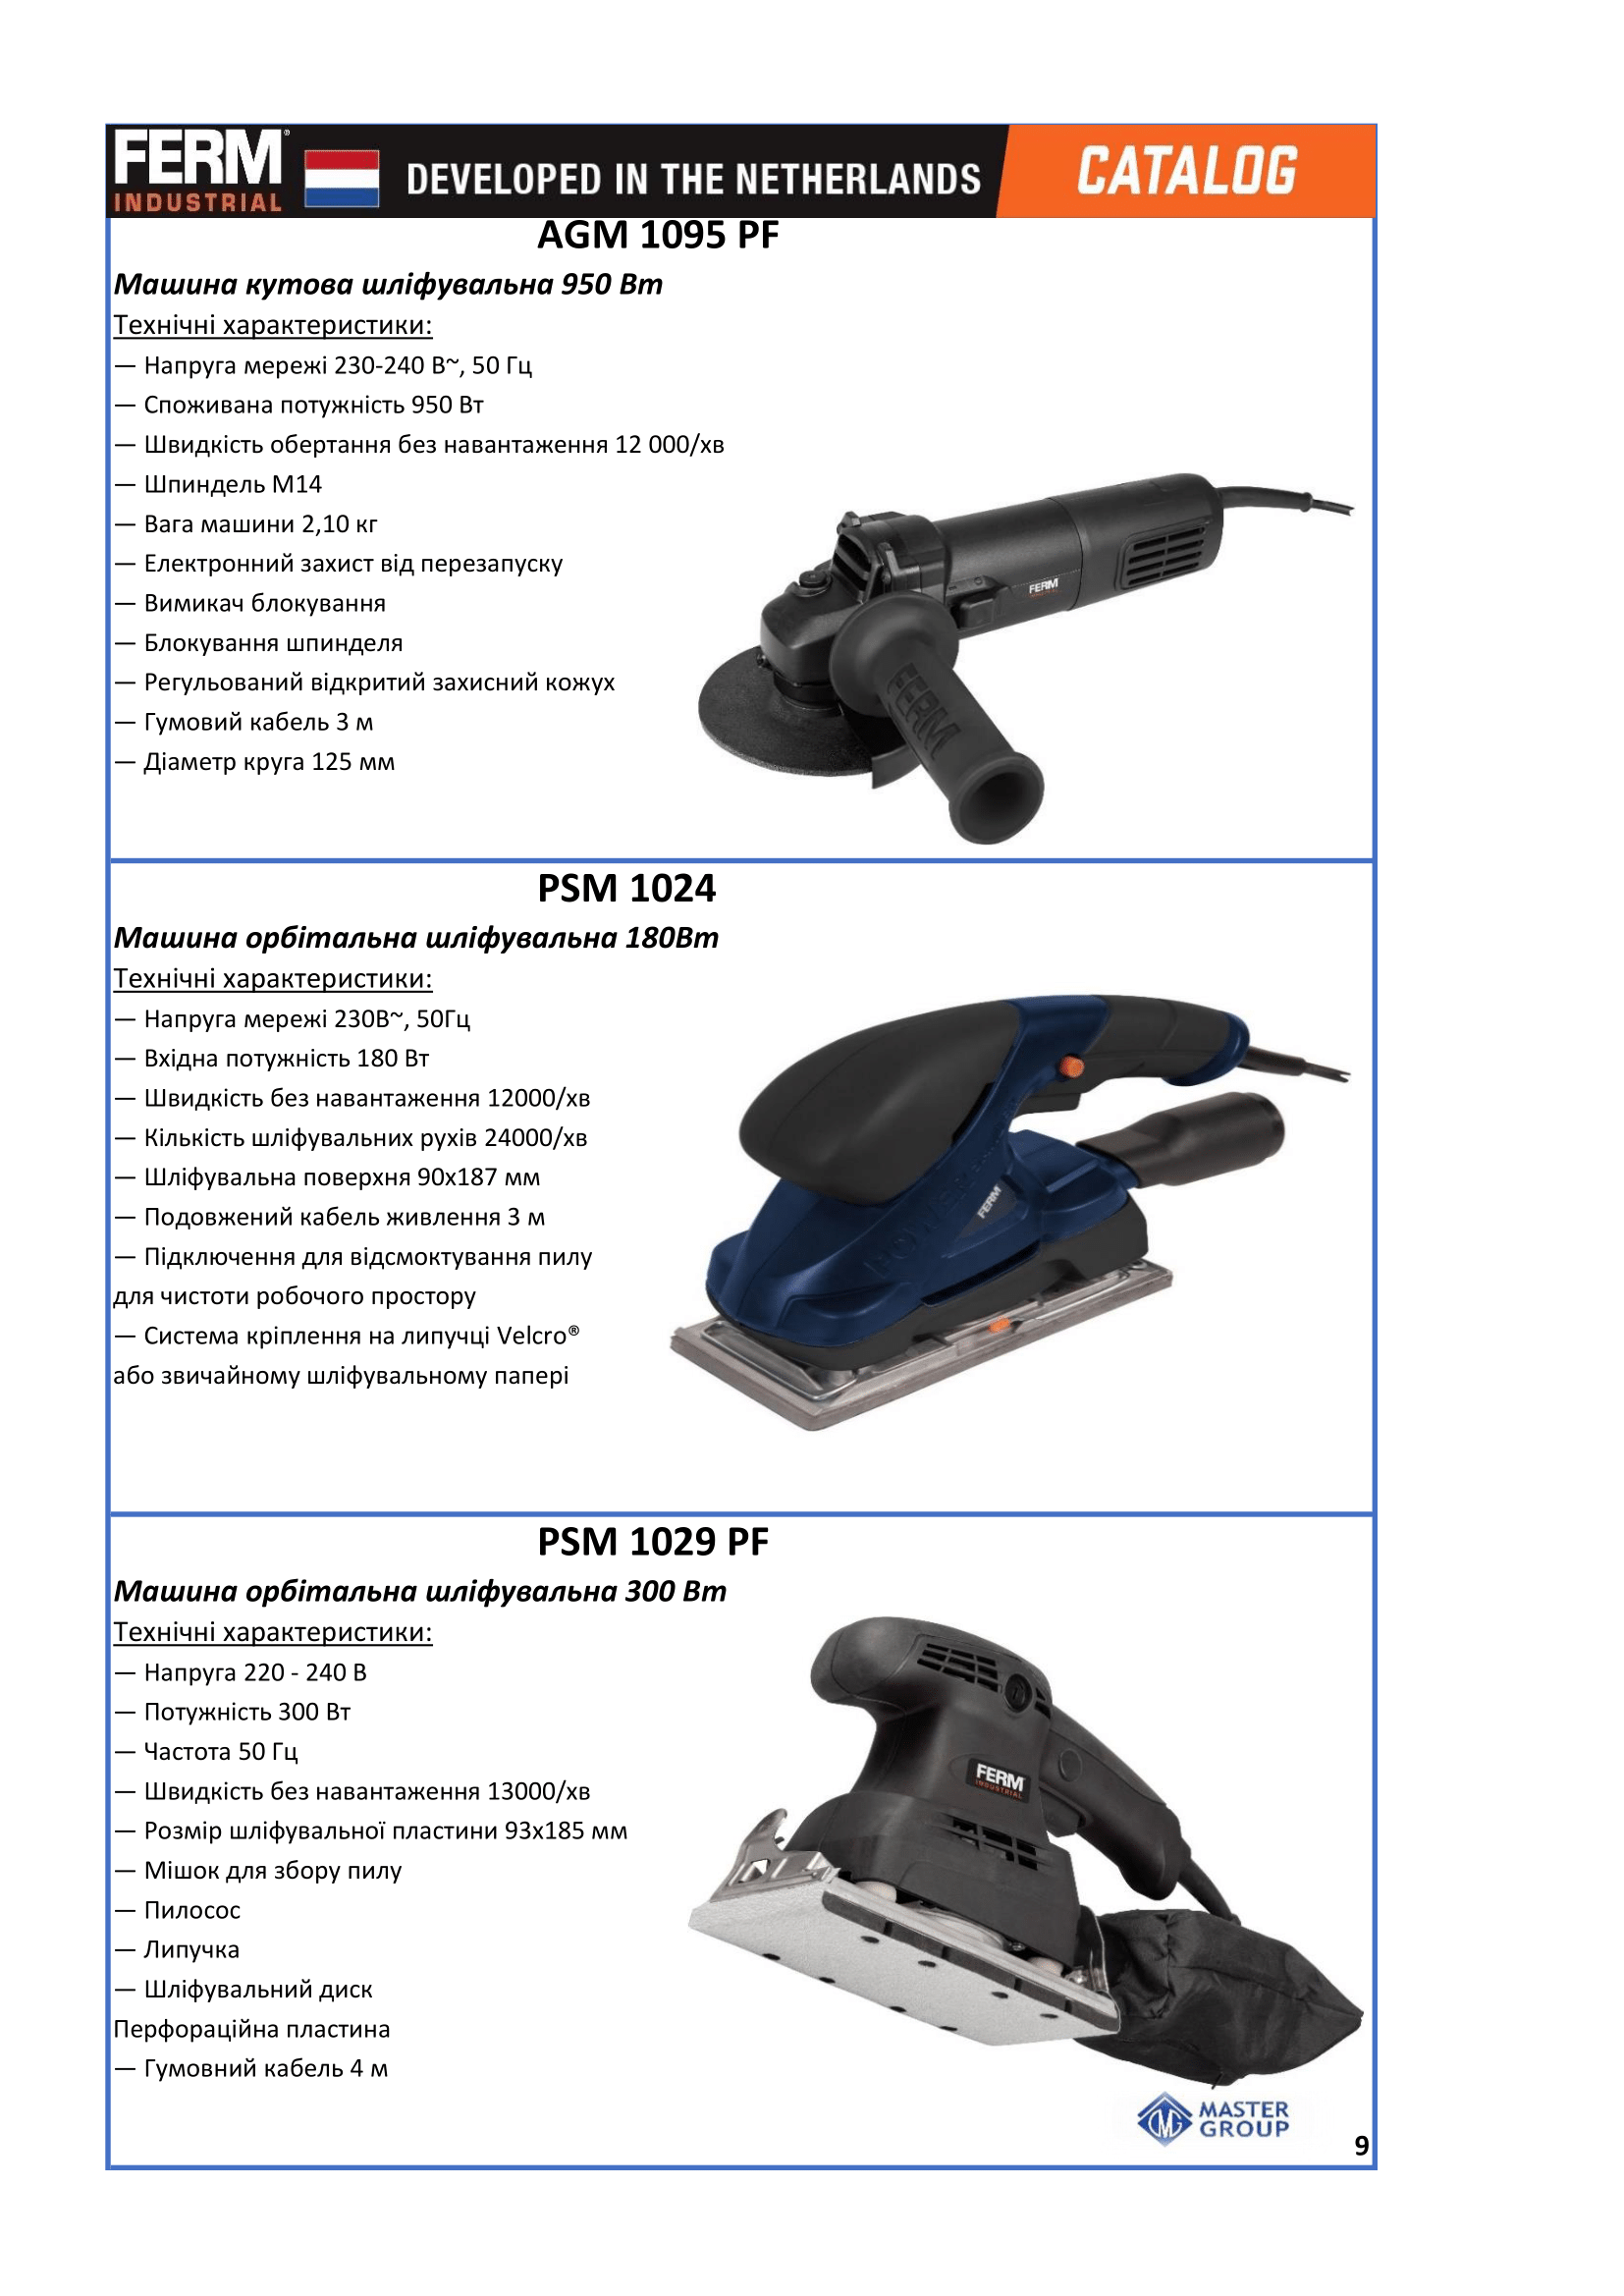 FERM®
INDUSTRIAL
DEVELOPED IN THE NETHERLANDS
CATALOG
AGM 1095 PF
Машина кутова шліфувальна 950 Вт
Технічні характеристики:
— Напруга мережі 230-240 В~, 50 Гц
— Споживана потужність 950 Вт
— Швидкість обертання без навантаження 12 000/хв
— Шпиндель М14
— Вага машини 2,10 кг
— Електронний захист від перезапуску
— Вимикач блокування
— Блокування шпинделя
— Регульований відкритий захисний кожух
— Гумовий кабель 3 м
— Діаметр круга 125 мм
FERM
FERM
PSM 1024
Машина орбітальна шліфувальна 180Вт
Технічні характеристики:
— Напруга мережі 230В~, 50Гц
— Вхідна потужність 180 Вт
— Швидкість без навантаження 12000/хв
— Кількість шліфувальних рухів 24000/хв
— Шліфувальна поверхня 90х187 мм
— Подовжений кабель живлення 3 м
— Підключення для відсмоктування пилу
для чистоти робочого простору
— Система кріплення на липучці Velcro®
або звичайному шліфувальному папері
FERM
PSM 1029 PF
Машина орбітальна шліфувальна 300 Вт
Технічні характеристики:
— Напруга 220 - 240 В
— Потужність 300 Вт
— Частота 50 Гц
— Швидкість без навантаження 13000/хв
— Розмір шліфувальної пластини 93х185 мм
— Мішок для збору пилу
— Пилосос
— Липучка
— Шліфувальний диск
Перфораційна пластина
— Гумовний кабель 4 м
FERM
INDUSTRIAL
MASTER
GROUP
9